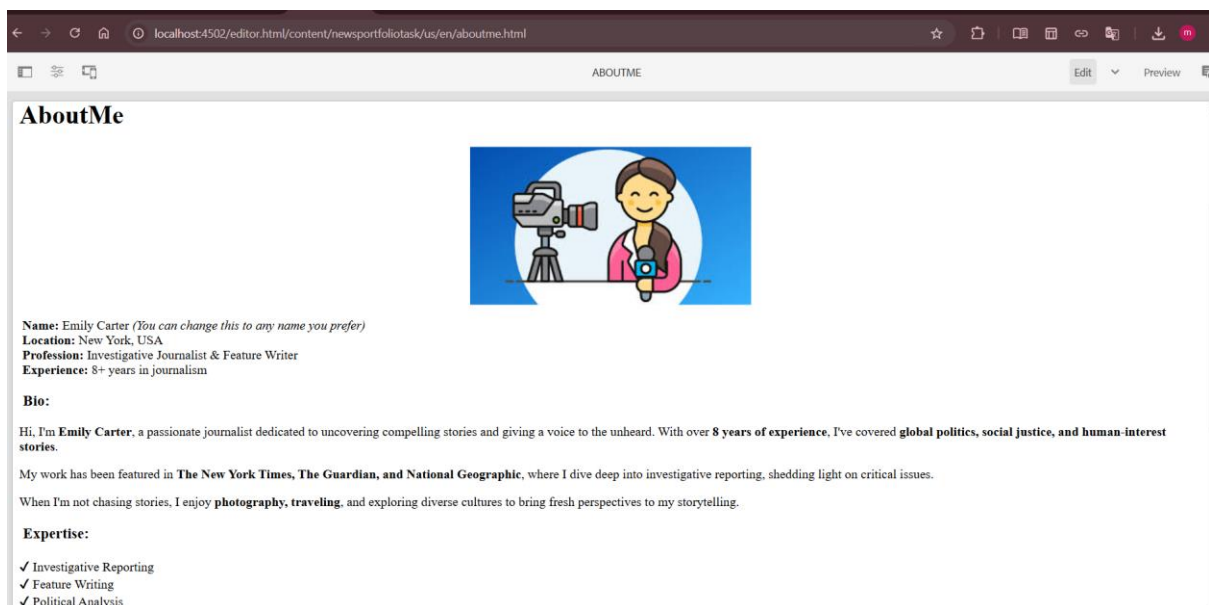 localhost:4502/editor.html/content/newsportfoliotask/us/en/aboutme.html
m
ABOUTME
Edit
Preview
AboutMe
Name: Emily Carter (You can change this to any name you prefer)
Location: New York, USA
Profession: Investigative Journalist & Feature Writer
Experience: 8+ years in journalism
Bio:
Hi, I'm Emily Carter, a passionate journalist dedicated to uncovering compelling stories and giving a voice to the unheard. With over 8 years of experience, I've covered global politics, social justice, and human-interest
stories.
My work has been featured in The New York Times, The Guardian, and National Geographic, where I dive deep into investigative reporting, shedding light on critical issues.
When I'm not chasing stories, I enjoy photography, traveling, and exploring diverse cultures to bring fresh perspectives to my storytelling.
Expertise:
✓ Investigative Reporting
✓ Feature Writing
✓ Political Analysis